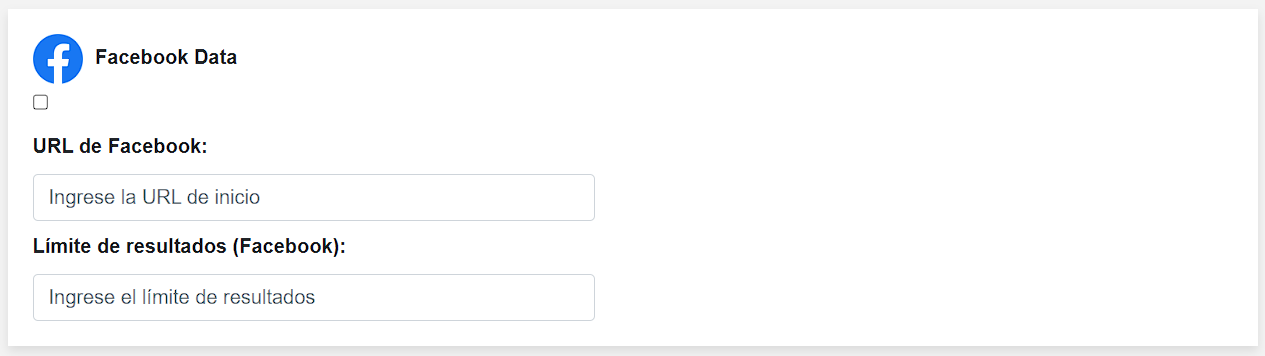 Facebook Data
URL de Facebook:
Ingrese la URL de inicio
Límite de resultados (Facebook):
Ingrese el límite de resultados